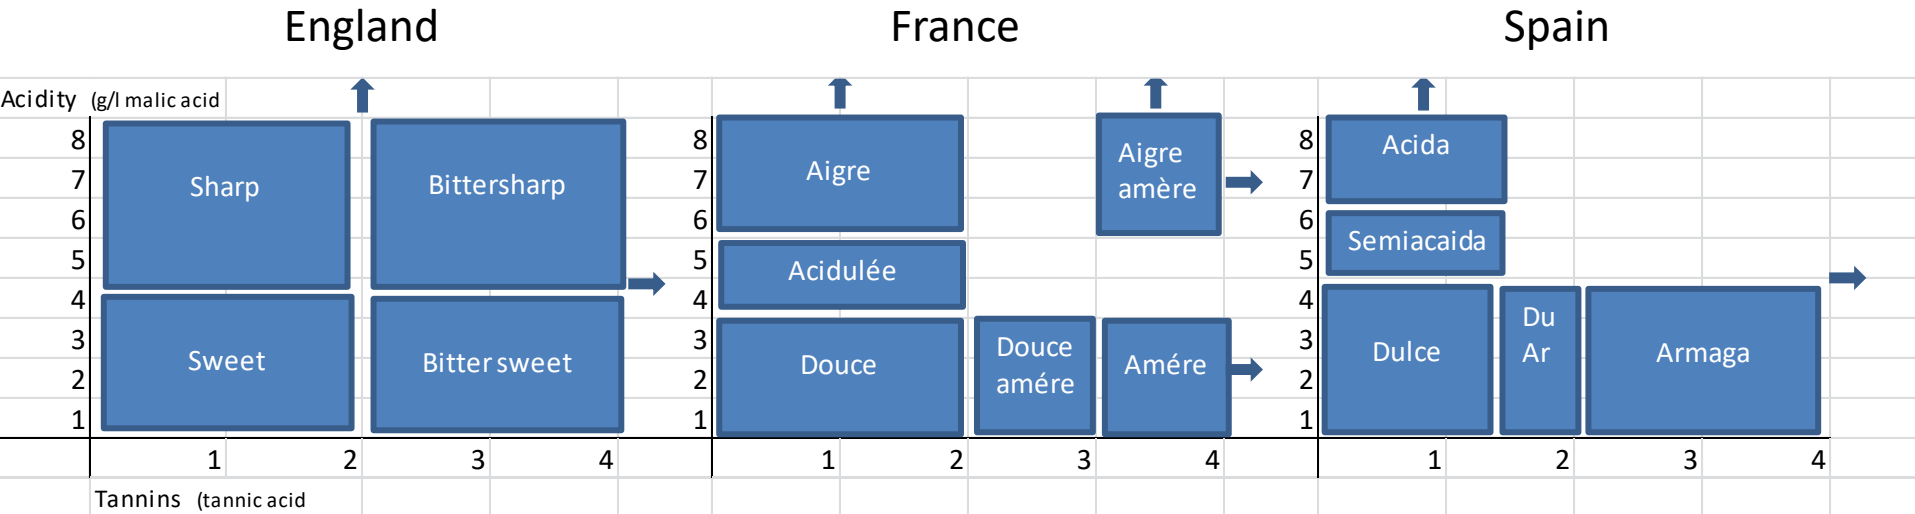 England France Spain
Acidity (g/l malic acid
8 8 8
7 7 7
6 6 6
5 5 5
4 4 4
3 3 3
2 2 2
1 1 1
Sharp
Bittersharp
Sweet
Bitter sweet
1 2 3 4
Tannins (tannic acid
Aigre
Aigre
amère
Acidulée
Douce
Douce
amére
Amére
1 2 3 4
Acida
Semiacaida
Dulce
Du
Ar
Armaga
1 2 3 4